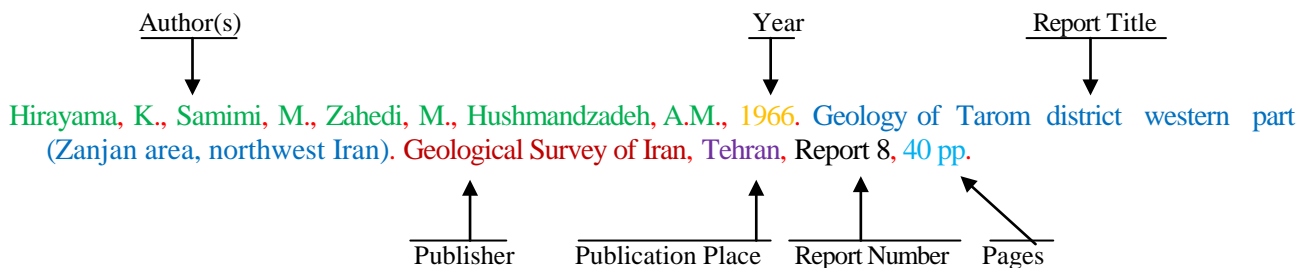 Author(s) Year Report Title
Hirayama, K., Samimi, M., Zahedi, M., Hushmandzadeh, A.M., 1966. Geology of Tarom district western part
(Zanjan area, northwest Iran). Geological Survey of Iran, Tehran, Report 8, 40 pp.
Publisher Publication Place Report Number Pages